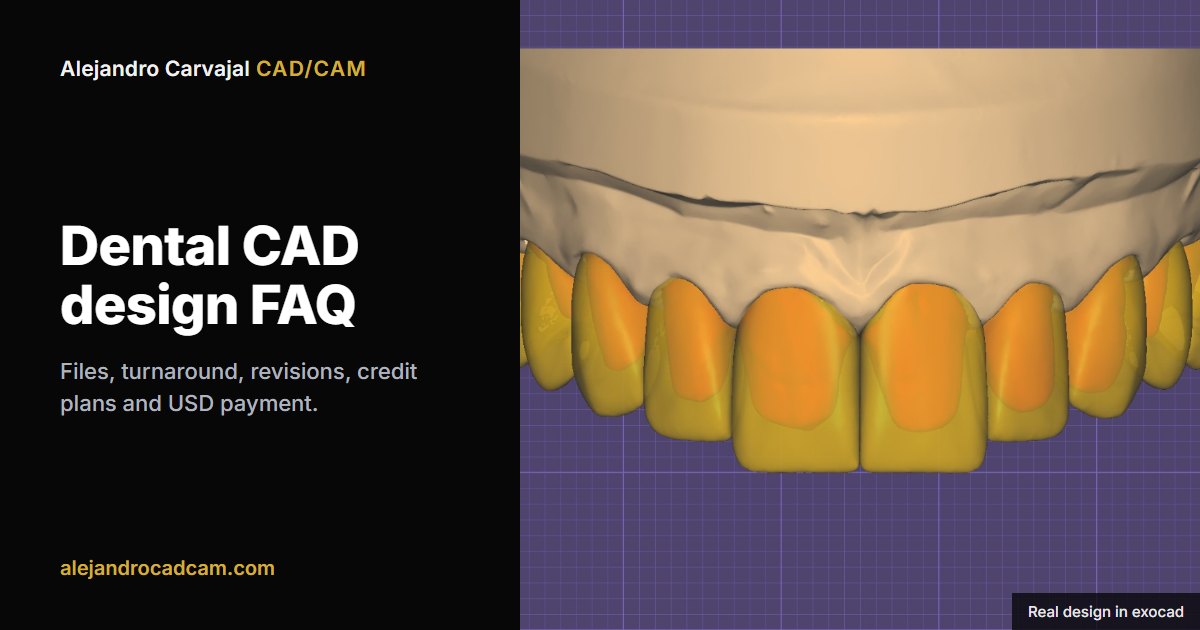 Alejandro Carvajal CAD/CAM
Dental CAD
design FAQ
Files, turnaround, revisions, credit
plans and USD payment.
alejandrocadcam.com
Real design in exocad